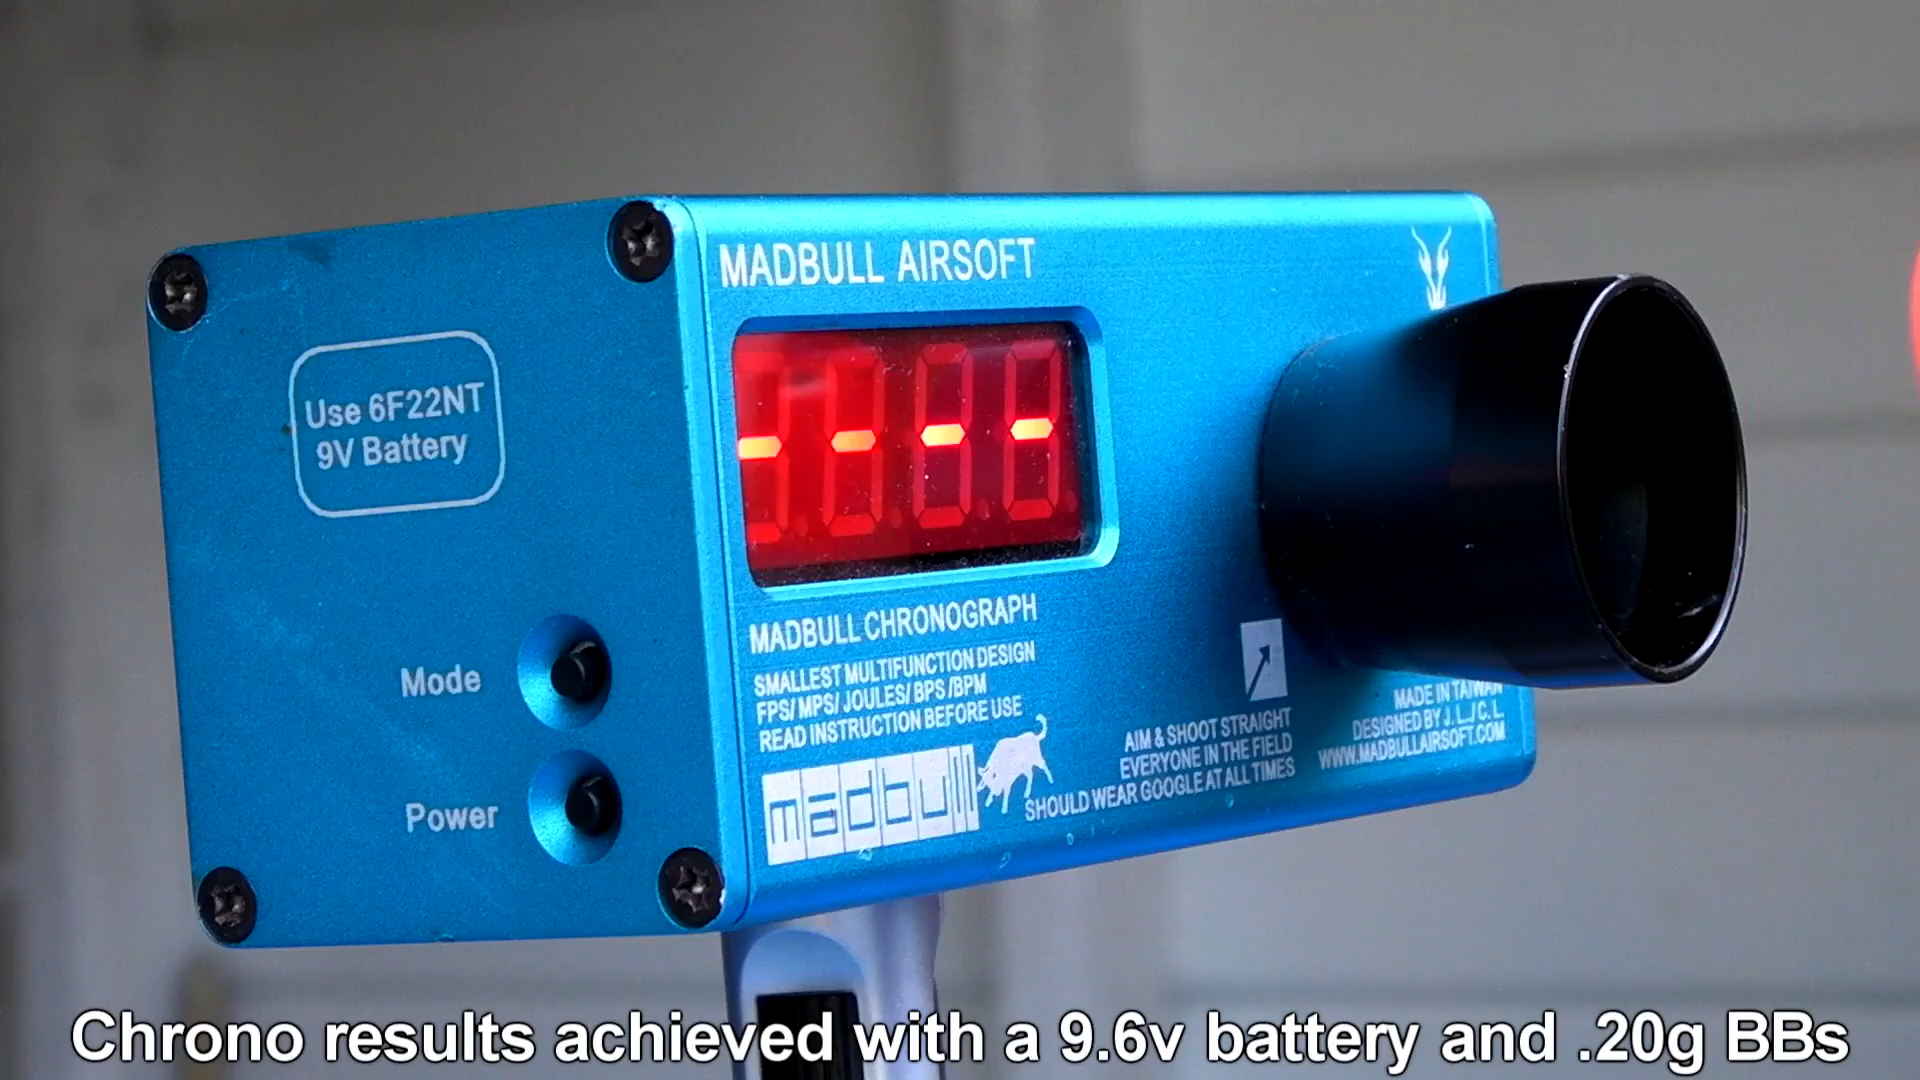 MADBULL AIRSOFT
Use 6F22NT
9V Battery
- - - -
MADBULL CHRONOGRAPH
SMALLEST MULTIFUNCTION DESIGN
FPS/ MPS/ JOULES/ BPS /BPM
READ INSTRUCTION BEFORE USE
Mode
Power
madbull
AIM & SHOOT STRAIGHT
EVERYONE IN THE FIELD
SHOULD WEAR GOOGLE AT ALL TIMES
MADE IN TAIWAN
DESIGNED BY J. L./ C. L.
WWW.MADBULLAIRSOFT.COM
Chrono results achieved with a 9.6v battery and .20g BBs